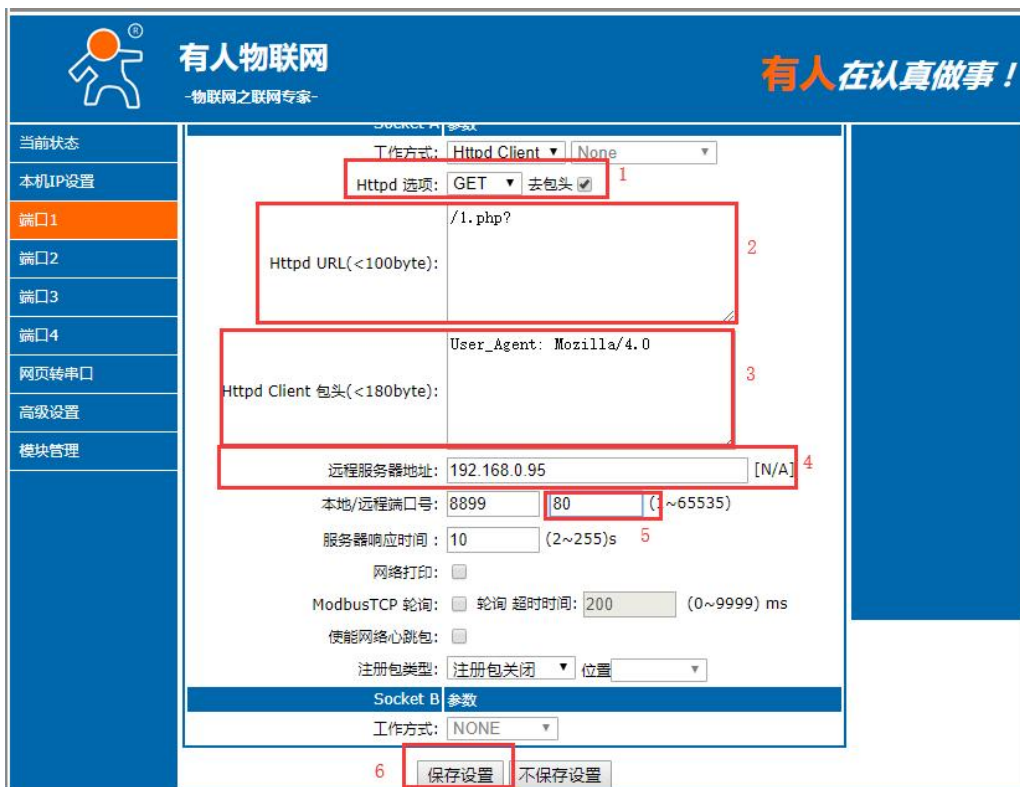 ®
有人物联网
-物联网之联网专家-
有人在认真做事！
当前状态
本机IP设置
端口1
端口2
端口3
端口4
网页转串口
高级设置
模块管理
Socket A 参数
工作方式: Httpd Client None
Httpd 选项: GET 去包头 1
Httpd URL(<100byte): /1.php? 2
Httpd Client 包头(<180byte): User_Agent: Mozilla/4.0 3
远程服务器地址: 192.168.0.95 [N/A] 4
本地/远程端口号: 8899 80 (1~65535)
服务器响应时间 : 10 (2~255)s 5
网络打印:
ModbusTCP 轮询: 轮询 超时时间: 200 (0~9999) ms
使能网络心跳包:
注册包类型: 注册包关闭 位置
Socket B 参数
工作方式: NONE
6 保存设置 不保存设置